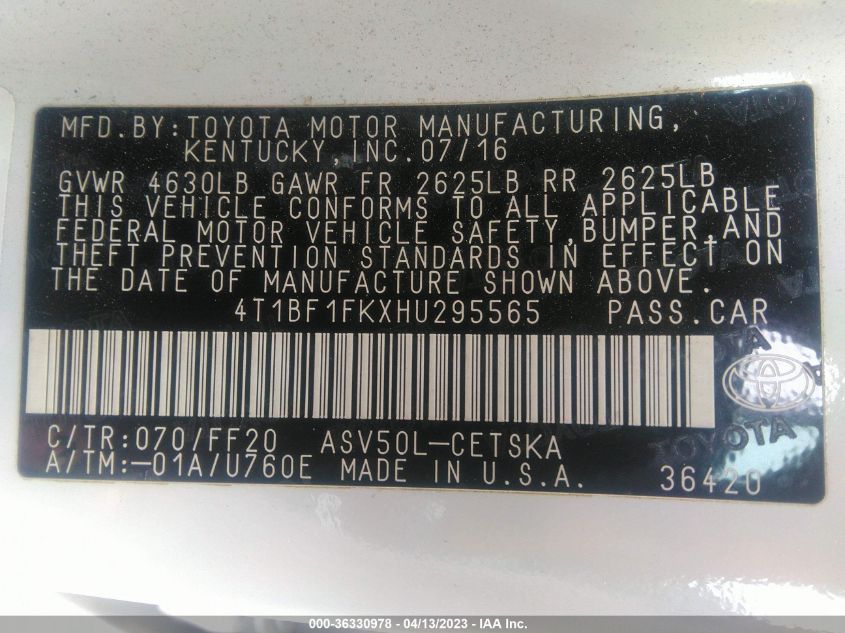 MFD.BY:TOYOTA MOTOR MANUFACTURING,
KENTUCKY,INC.07/16
GVWR 4630LB GAWR FR 2625LB RR 2625LB
THIS VEHICLE CONFORMS TO ALL APPLICABLE
FEDERAL MOTOR VEHICLE SAFETY,BUMPER,AND
THEFT PREVENTION STANDARDS IN EFFECT ON
THE DATE OF MANUFACTURE SHOWN ABOVE.
4T1BF1FKXHU295565 PASS.CAR
C/TR:070/FF20 ASV50L-CETSKA
TOYOTA
A/TM:-01A/U760E MADE IN U.S.A. 36420
000-36330978 - 04/13/2023 - IAA Inc.